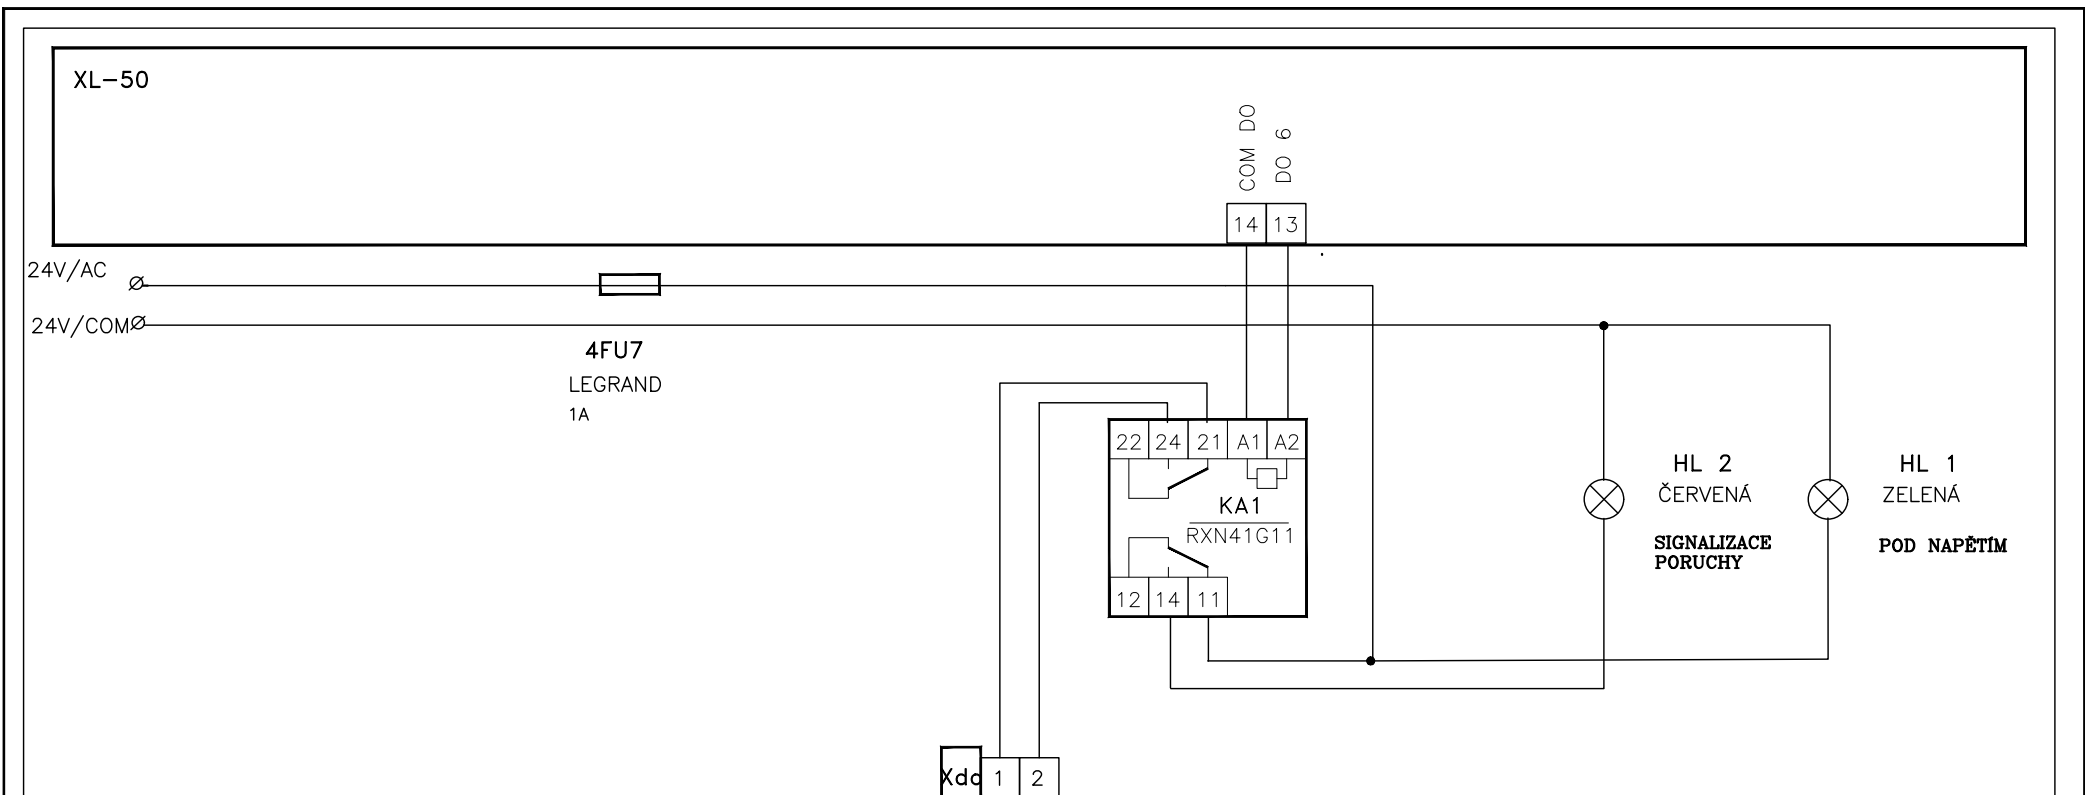 XL-50
COM DO
DO 6
14 13
24V/AC
24V/COM
4FU7
LEGRAND
1A
22 24 21 A1 A2
KA1
RXN41G11
12 14 11
HL 2
ČERVENÁ
SIGNALIZACE
PORUCHY
HL 1
ZELENÁ
POD NAPĚTÍM
Xdo 1 2